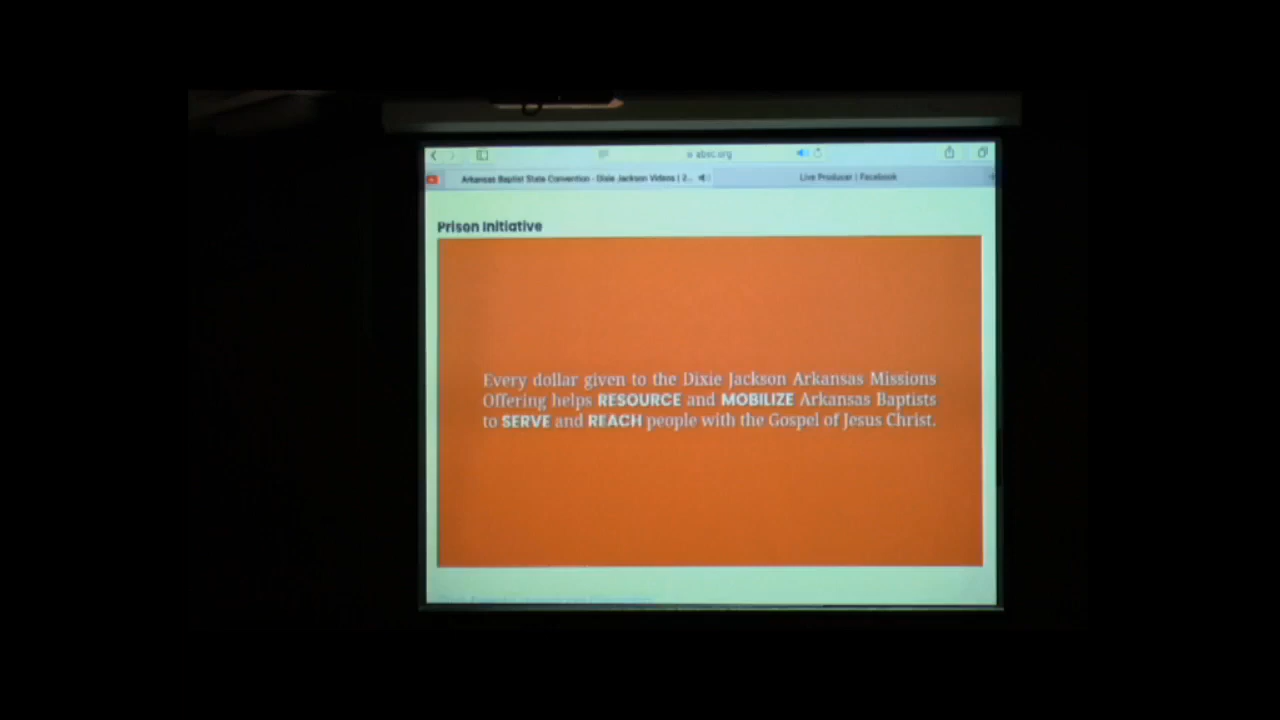 absc.org
Arkansas Baptist State Convention - Dixie Jackson Videos | 2...
Live Producer | Facebook
Prison Initiative
Every dollar given to the Dixie Jackson Arkansas Missions
Offering helps RESOURCE and MOBILIZE Arkansas Baptists
to SERVE and REACH people with the Gospel of Jesus Christ.